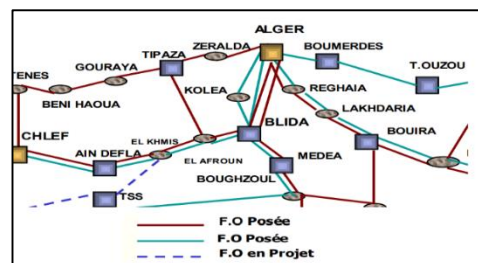 ALGER
ZERALDA
BOUMERDES
TIPAZA
GOURAYA
T.OUZOU
TENES
KOLEA
REGHAIA
BENI HAOUA
LAKHDARIA
CHLEF
EL KHMIS
BLIDA
BOUIRA
AIN DEFLA
EL AFROUN
MEDEA
BOUGHZOUL
TSS
F.O Posée
F.O Posée
F.O en Projet